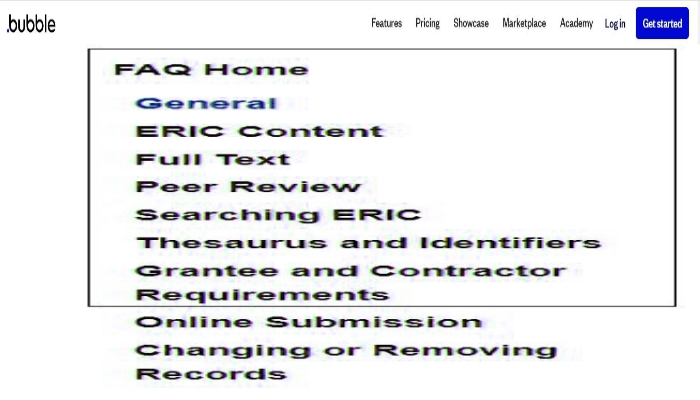 .bubble
Features Pricing Showcase Marketplace Academy Log in Get started
FAQ Home
General
ERIC Content
Full Text
Peer Review
Searching ERIC
Thesaurus and Identifiers
Grantee and Contractor
Requirements
Online Submission
Changing or Removing
Records